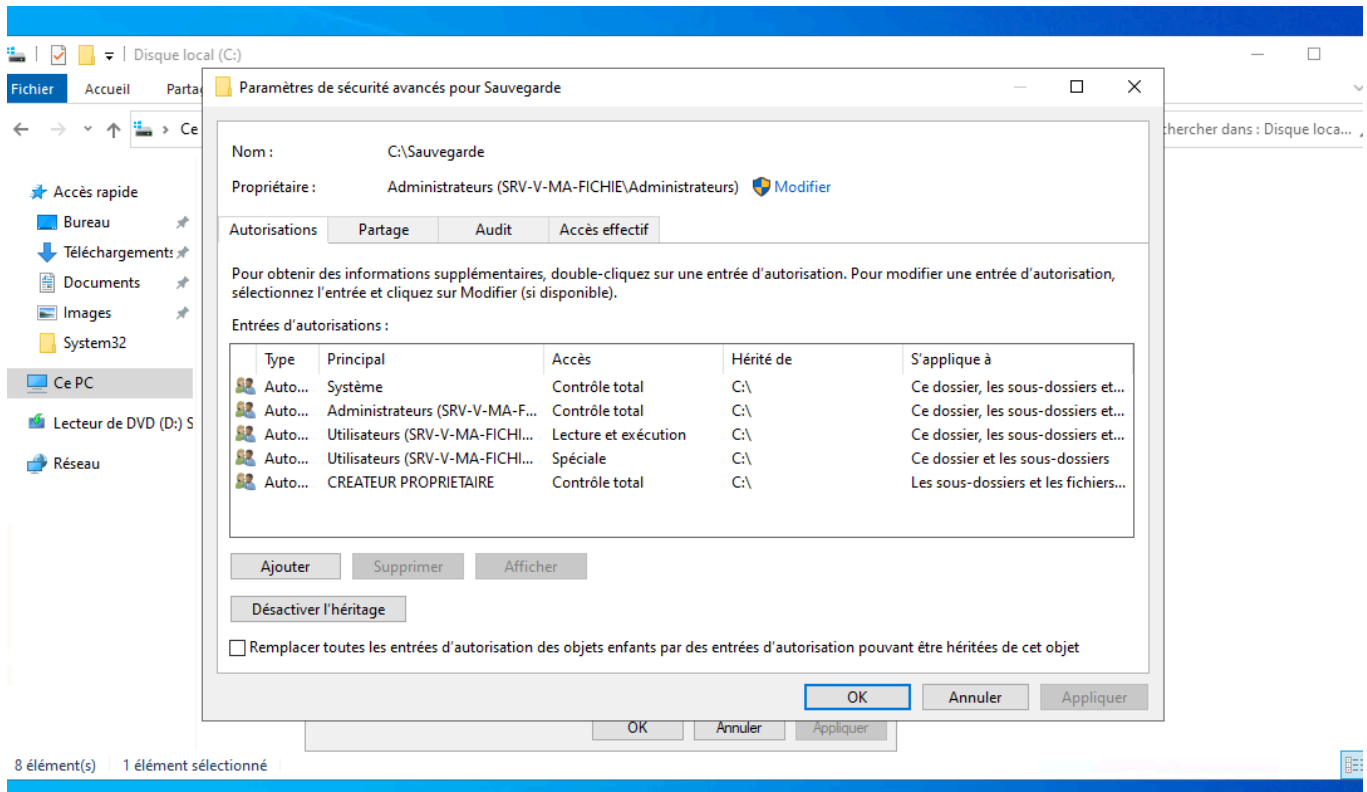 Disque local (C:)
Fichier Accueil Partag
Ce
chercher dans : Disque loca...
Accès rapide
Bureau
Téléchargements
Documents
Images
System32
Ce PC
Lecteur de DVD (D:) S
Réseau
Paramètres de sécurité avancés pour Sauvegarde
Nom : C:\Sauvegarde
Propriétaire : Administrateurs (SRV-V-MA-FICHIE\Administrateurs) Modifier
Autorisations Partage Audit Accès effectif
Pour obtenir des informations supplémentaires, double-cliquez sur une entrée d'autorisation. Pour modifier une entrée d'autorisation,
sélectionnez l'entrée et cliquez sur Modifier (si disponible).
Entrées d'autorisations :
Type Principal Accès Hérité de S'applique à
Auto... Système Contrôle total C:\ Ce dossier, les sous-dossiers et...
Auto... Administrateurs (SRV-V-MA-F... Contrôle total C:\ Ce dossier, les sous-dossiers et...
Auto... Utilisateurs (SRV-V-MA-FICHI... Lecture et exécution C:\ Ce dossier, les sous-dossiers et...
Auto... Utilisateurs (SRV-V-MA-FICHI... Spéciale C:\ Ce dossier et les sous-dossiers
Auto... CREATEUR PROPRIETAIRE Contrôle total C:\ Les sous-dossiers et les fichiers...
Ajouter Supprimer Afficher
Désactiver l'héritage
Remplacer toutes les entrées d'autorisation des objets enfants par des entrées d'autorisation pouvant être héritées de cet objet
OK Annuler Appliquer
OK Annuler Appliquer
8 élément(s) 1 élément sélectionné